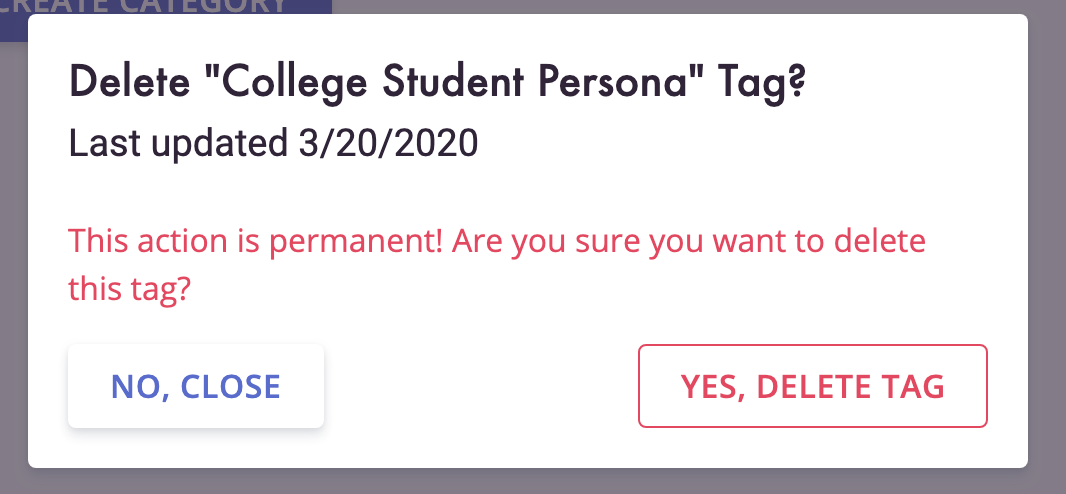 CREATE CATEGORY
Delete "College Student Persona" Tag?
Last updated 3/20/2020
This action is permanent! Are you sure you want to delete
this tag?
NO, CLOSE
YES, DELETE TAG